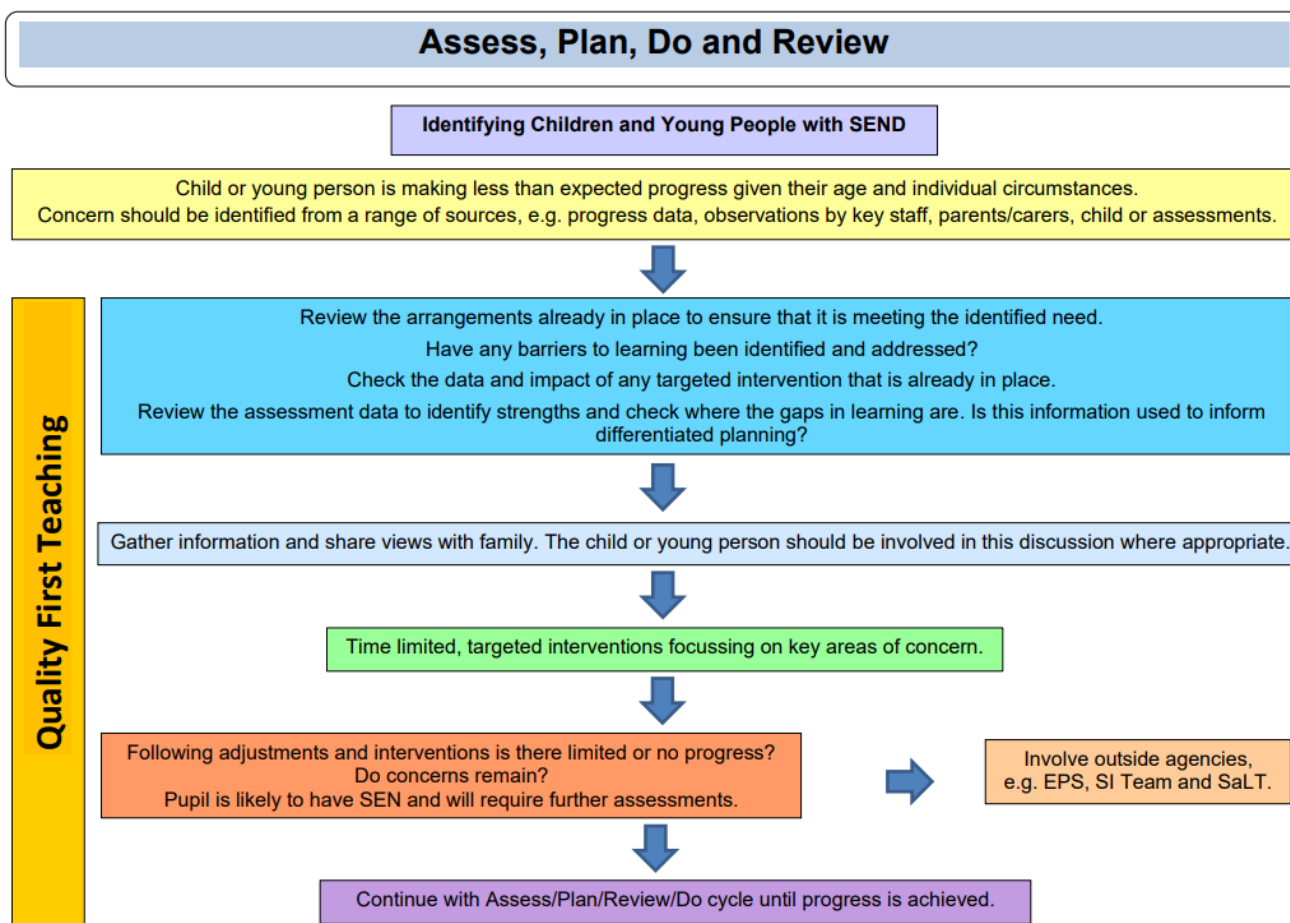 Assess, Plan, Do and Review
Identifying Children and Young People with SEND
Child or young person is making less than expected progress given their age and individual circumstances.
Concern should be identified from a range of sources, e.g. progress data, observations by key staff, parents/carers, child or assessments.
Quality First Teaching
Review the arrangements already in place to ensure that it is meeting the identified need.
Have any barriers to learning been identified and addressed?
Check the data and impact of any targeted intervention that is already in place.
Review the assessment data to identify strengths and check where the gaps in learning are. Is this information used to inform
differentiated planning?
Gather information and share views with family. The child or young person should be involved in this discussion where appropriate.
Time limited, targeted interventions focussing on key areas of concern.
Following adjustments and interventions is there limited or no progress?
Do concerns remain?
Pupil is likely to have SEN and will require further assessments.
Involve outside agencies,
e.g. EPS, SI Team and SaLT.
Continue with Assess/Plan/Review/Do cycle until progress is achieved.